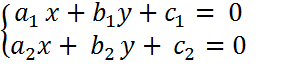 a₁ x + b₁y + c₁ = 0
a₂x + b₂ y + c₂ = 0